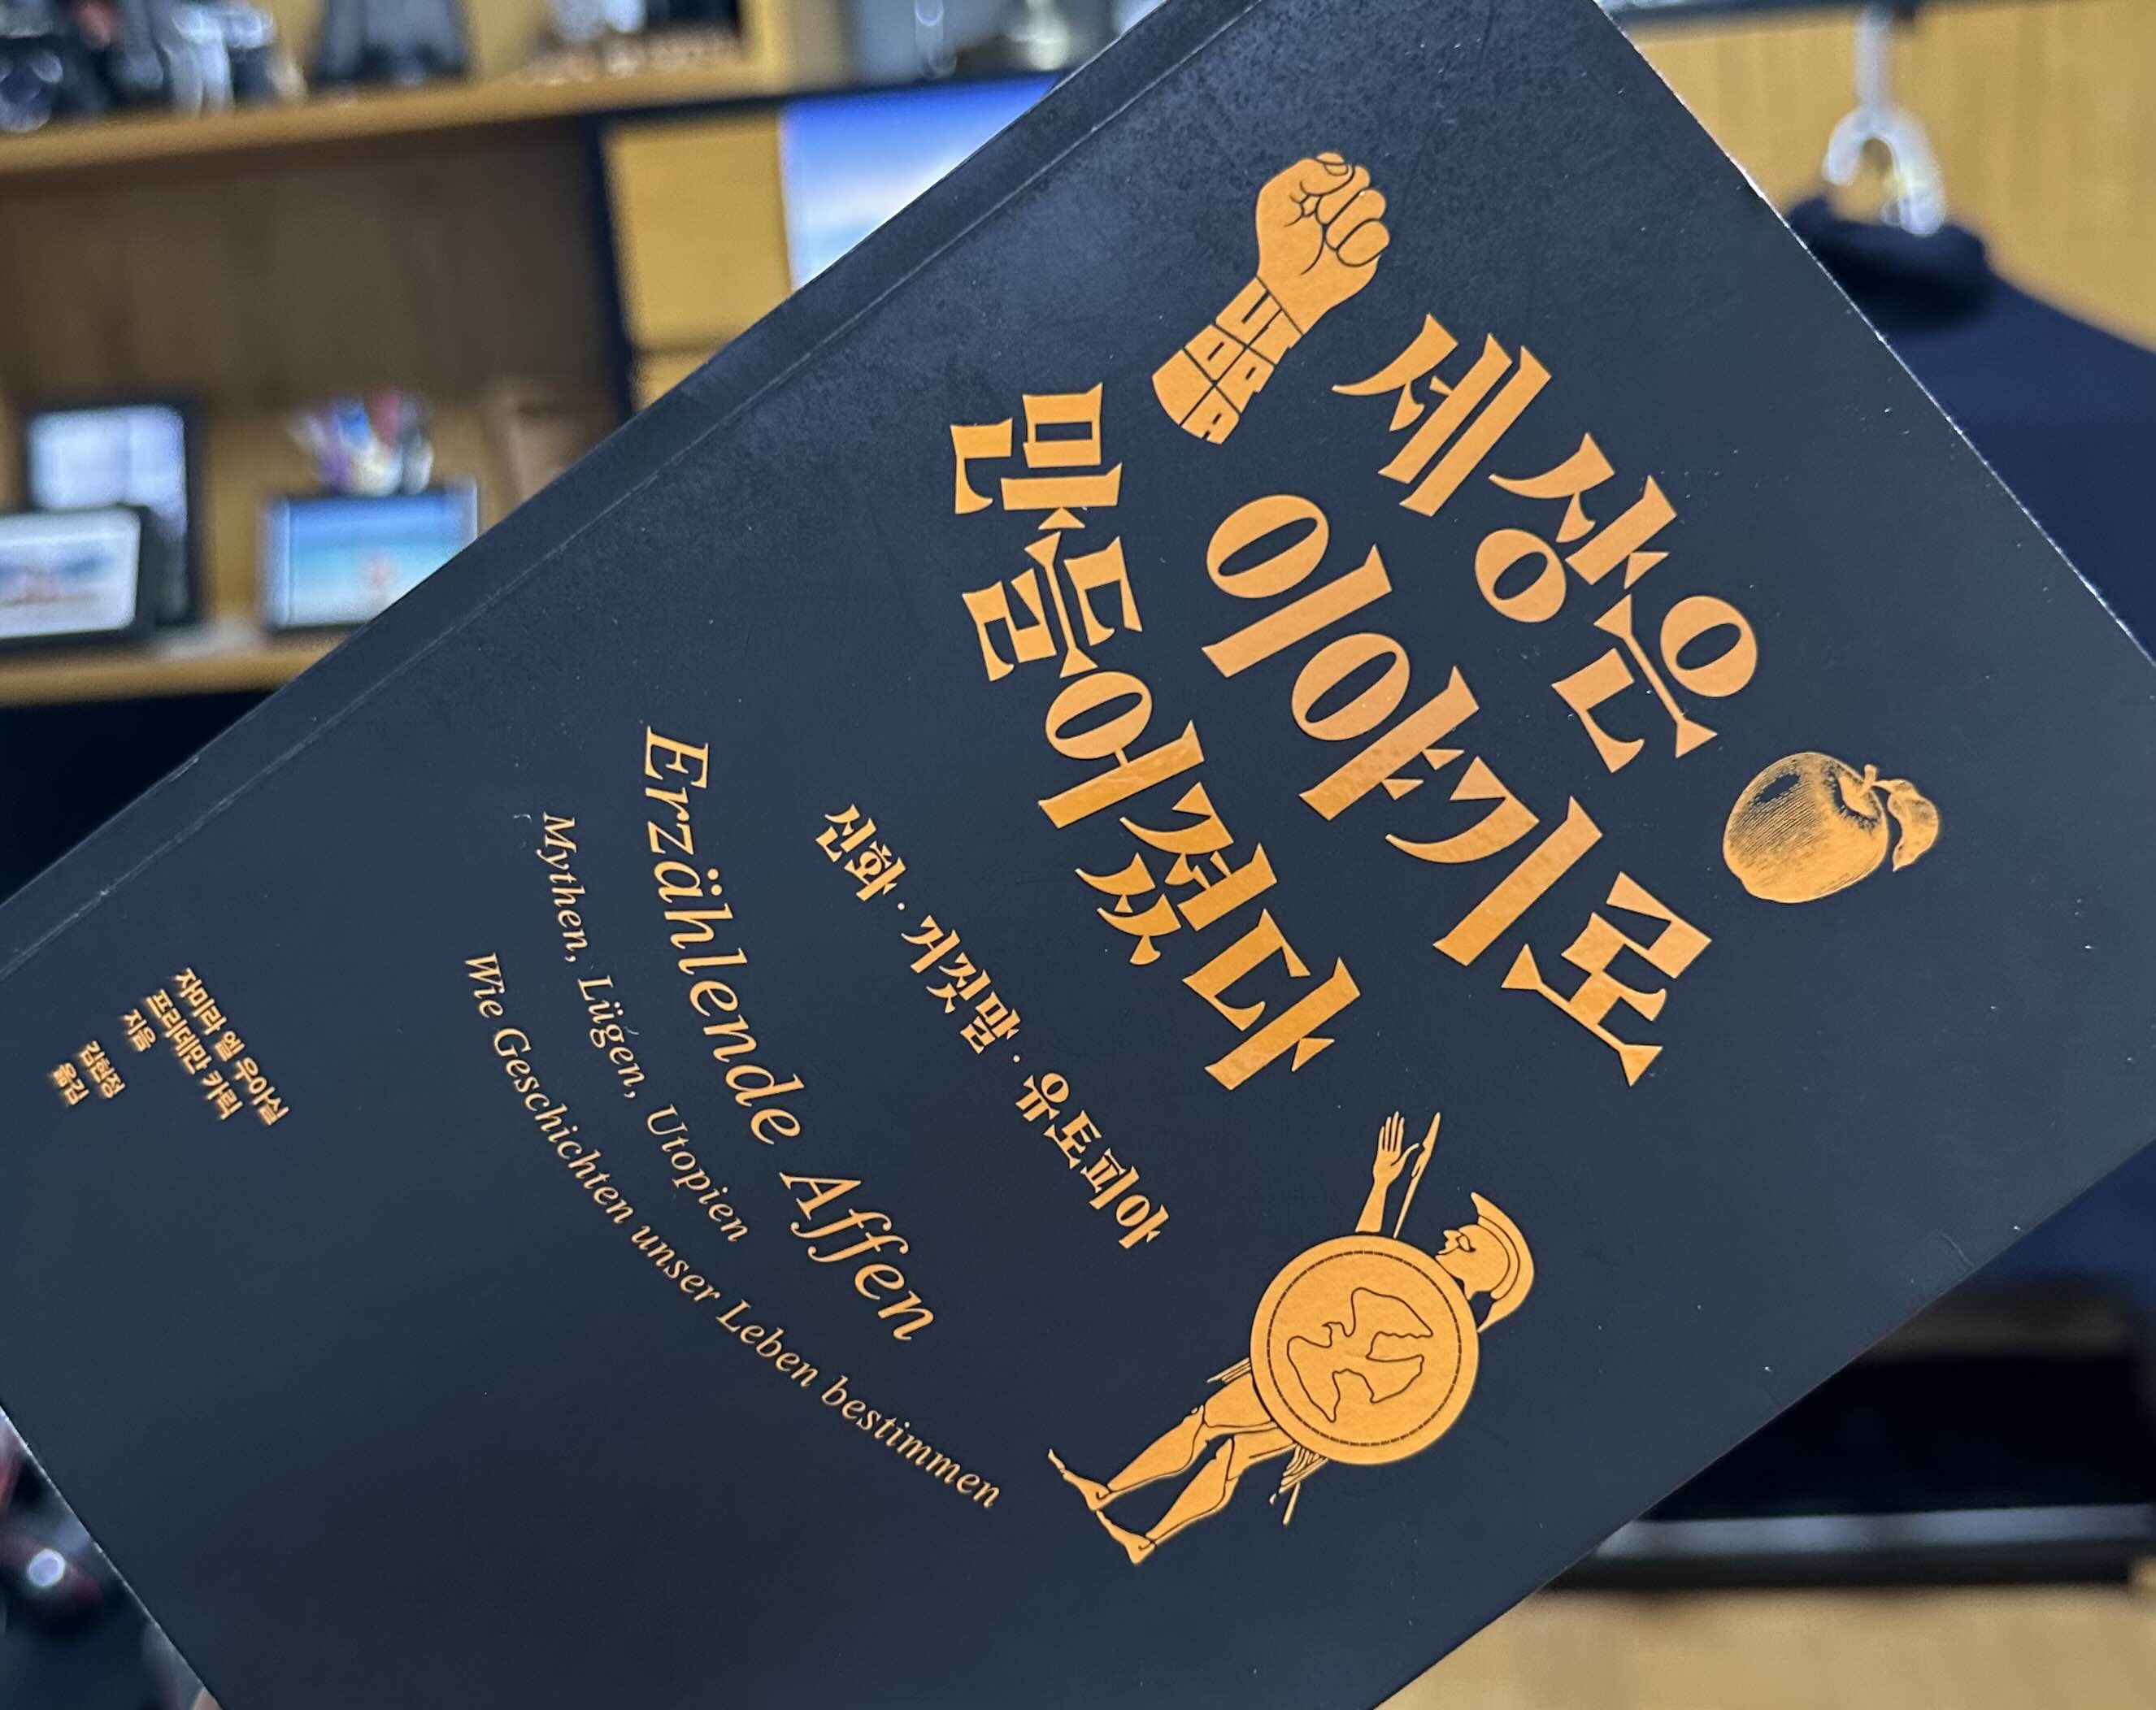 세상은
이야기로
만들어졌다
신화·거짓말·유토피아
Erzählende Affen
Mythen, Lügen, Utopien
Wie Geschichten unser Leben bestimmen
자미라 엘 우아실
프리데만 카릭
지음
김현정
옮김